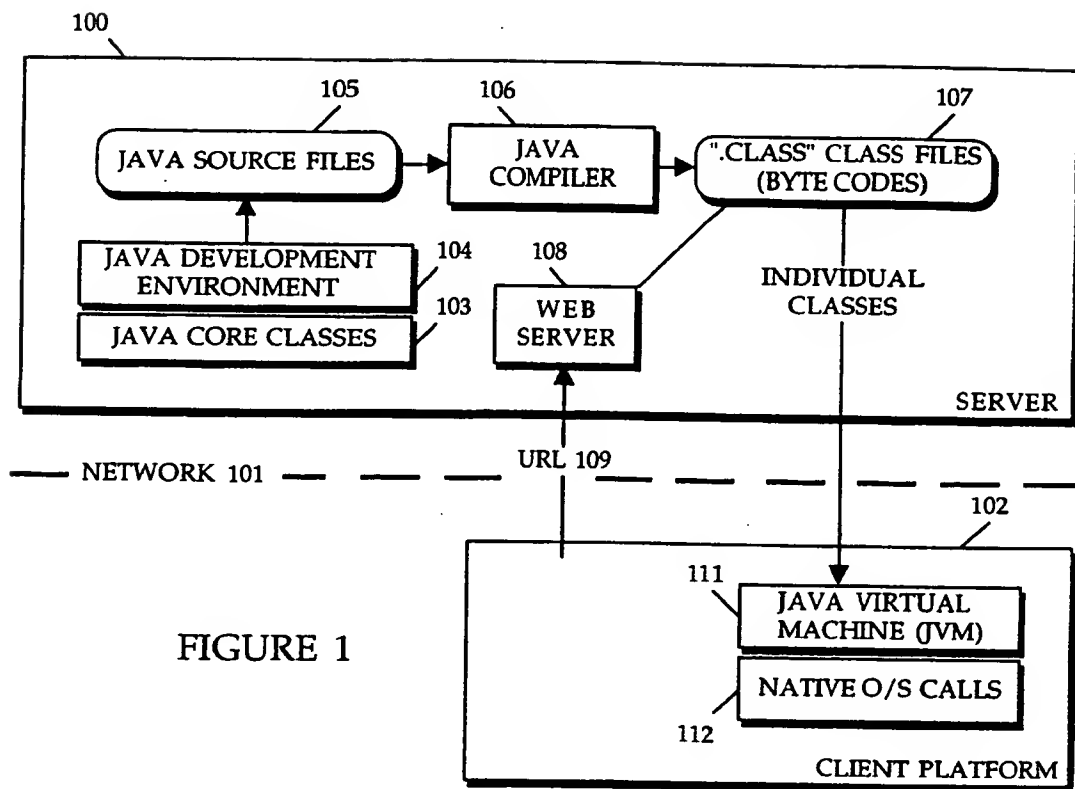 100
105
106
107
JAVA SOURCE FILES
JAVA
COMPILER
".CLASS" CLASS FILES
(BYTE CODES)
JAVA DEVELOPMENT
ENVIRONMENT
104
108
INDIVIDUAL
CLASSES
JAVA CORE CLASSES
103
WEB
SERVER
SERVER
NETWORK 101
URL 109
102
111
JAVA VIRTUAL
MACHINE (JVM)
FIGURE 1
NATIVE O/S CALLS
112
CLIENT PLATFORM